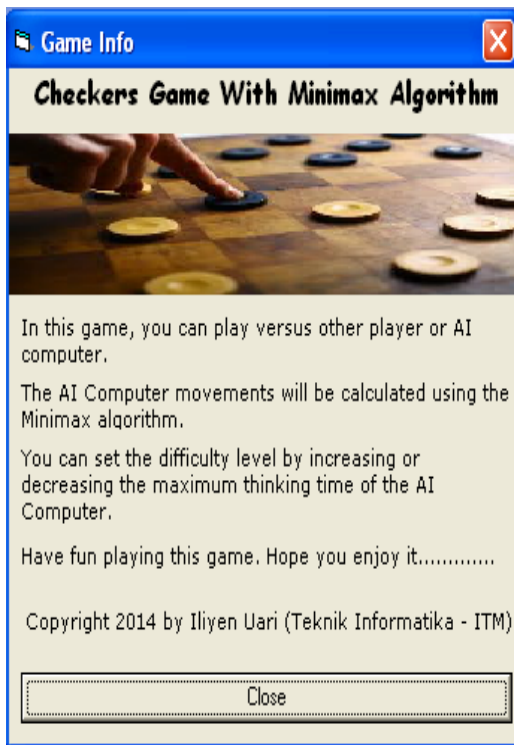 Game Info
Checkers Game With Minimax Algorithm
In this game, you can play versus other player or AI
computer.
The AI Computer movements will be calculated using the
Minimax algorithm.
You can set the difficulty level by increasing or
decreasing the maximum thinking time of the AI
Computer.
Have fun playing this game. Hope you enjoy it.............
Copyright 2014 by Iliyen Uari (Teknik Informatika - ITM)
Close